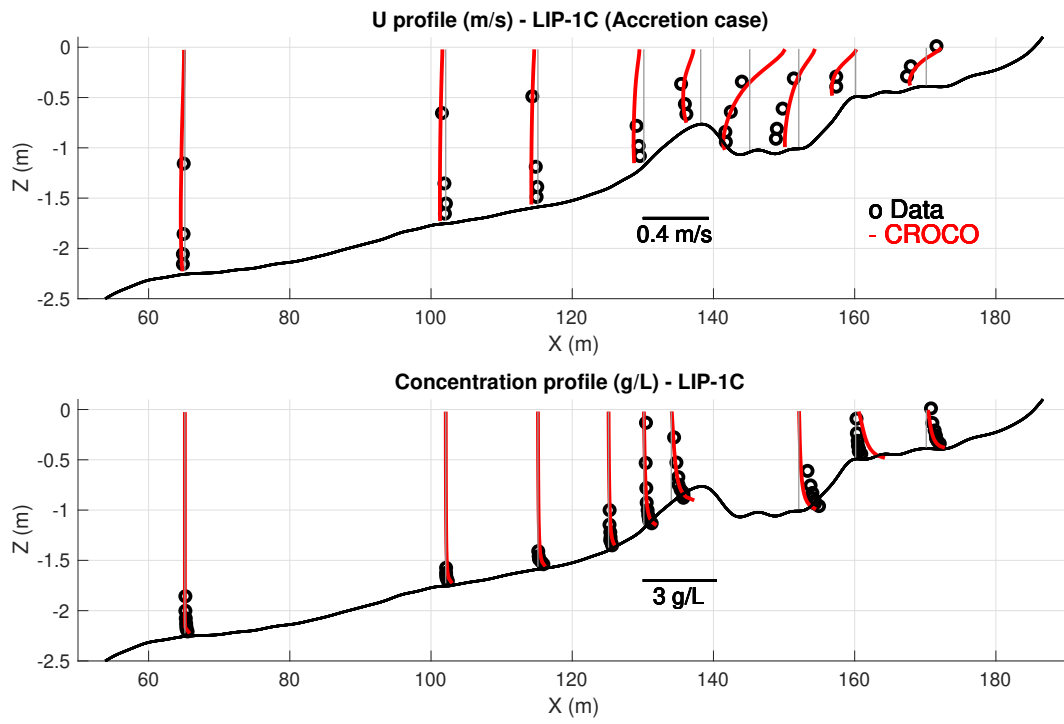 U profile (m/s) - LIP-1C (Accretion case)
0
-0.5
-1
-1.5
-2
-2.5
Z (m)
0.4 m/s
o Data
- CROCO
60
80
100
120
140
160
180
X (m)
Concentration profile (g/L) - LIP-1C
0
-0.5
-1
-1.5
-2
-2.5
Z (m)
3 g/L
60
80
100
120
140
160
180
X (m)